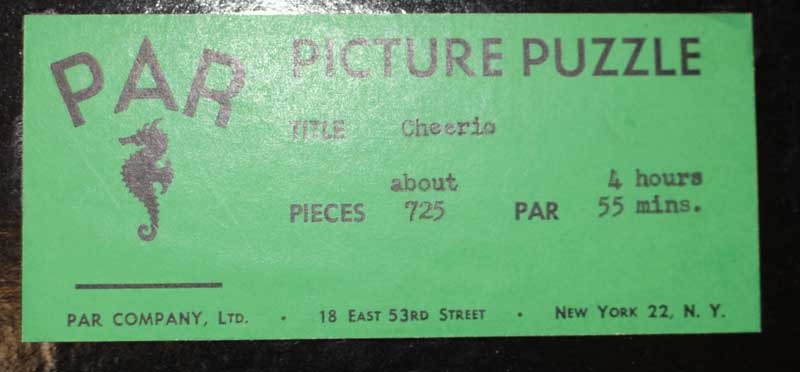 PAR PICTURE PUZZLE
TITLE Cheerio
about 4 hours
PIECES 725 PAR 55 mins.
PAR COMPANY, LTD. · 18 EAST 53RD STREET · NEW YORK 22, N. Y.